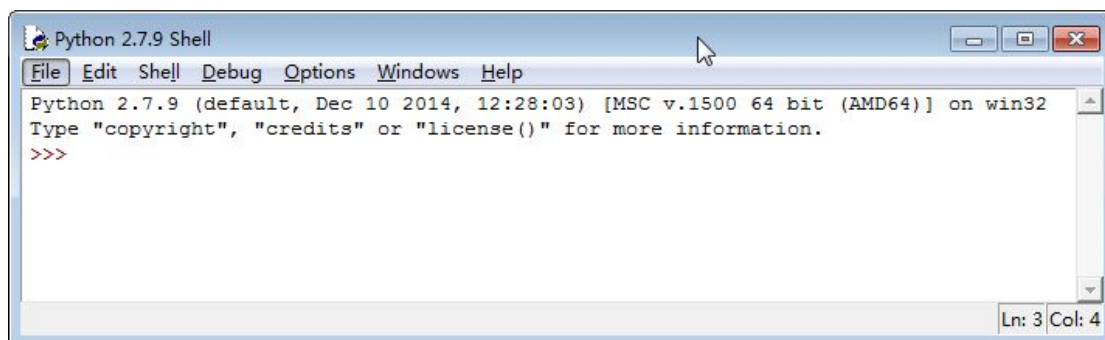 Python 2.7.9 Shell
File Edit Shell Debug Options Windows Help
Python 2.7.9 (default, Dec 10 2014, 12:28:03) [MSC v.1500 64 bit (AMD64)] on win32
Type "copyright", "credits" or "license()" for more information.
>>>
Ln: 3 Col: 4